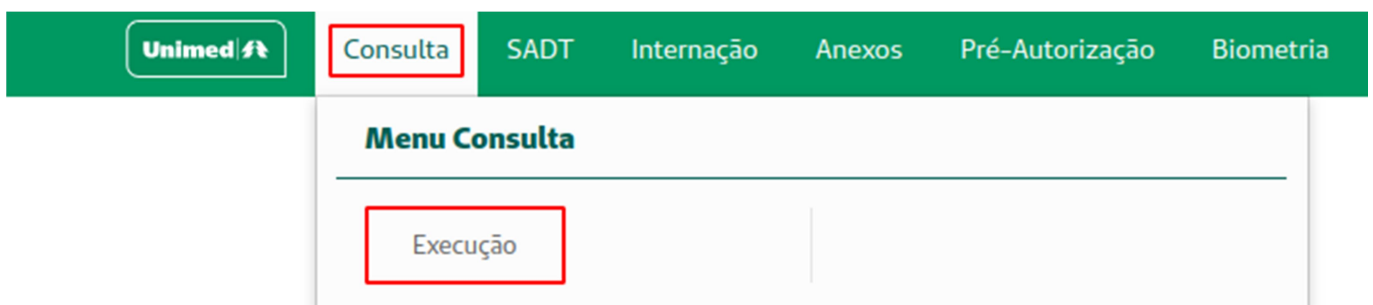 Unimed Consulta SADT Internação Anexos Pré-Autorização Biometria
Menu Consulta
Execução